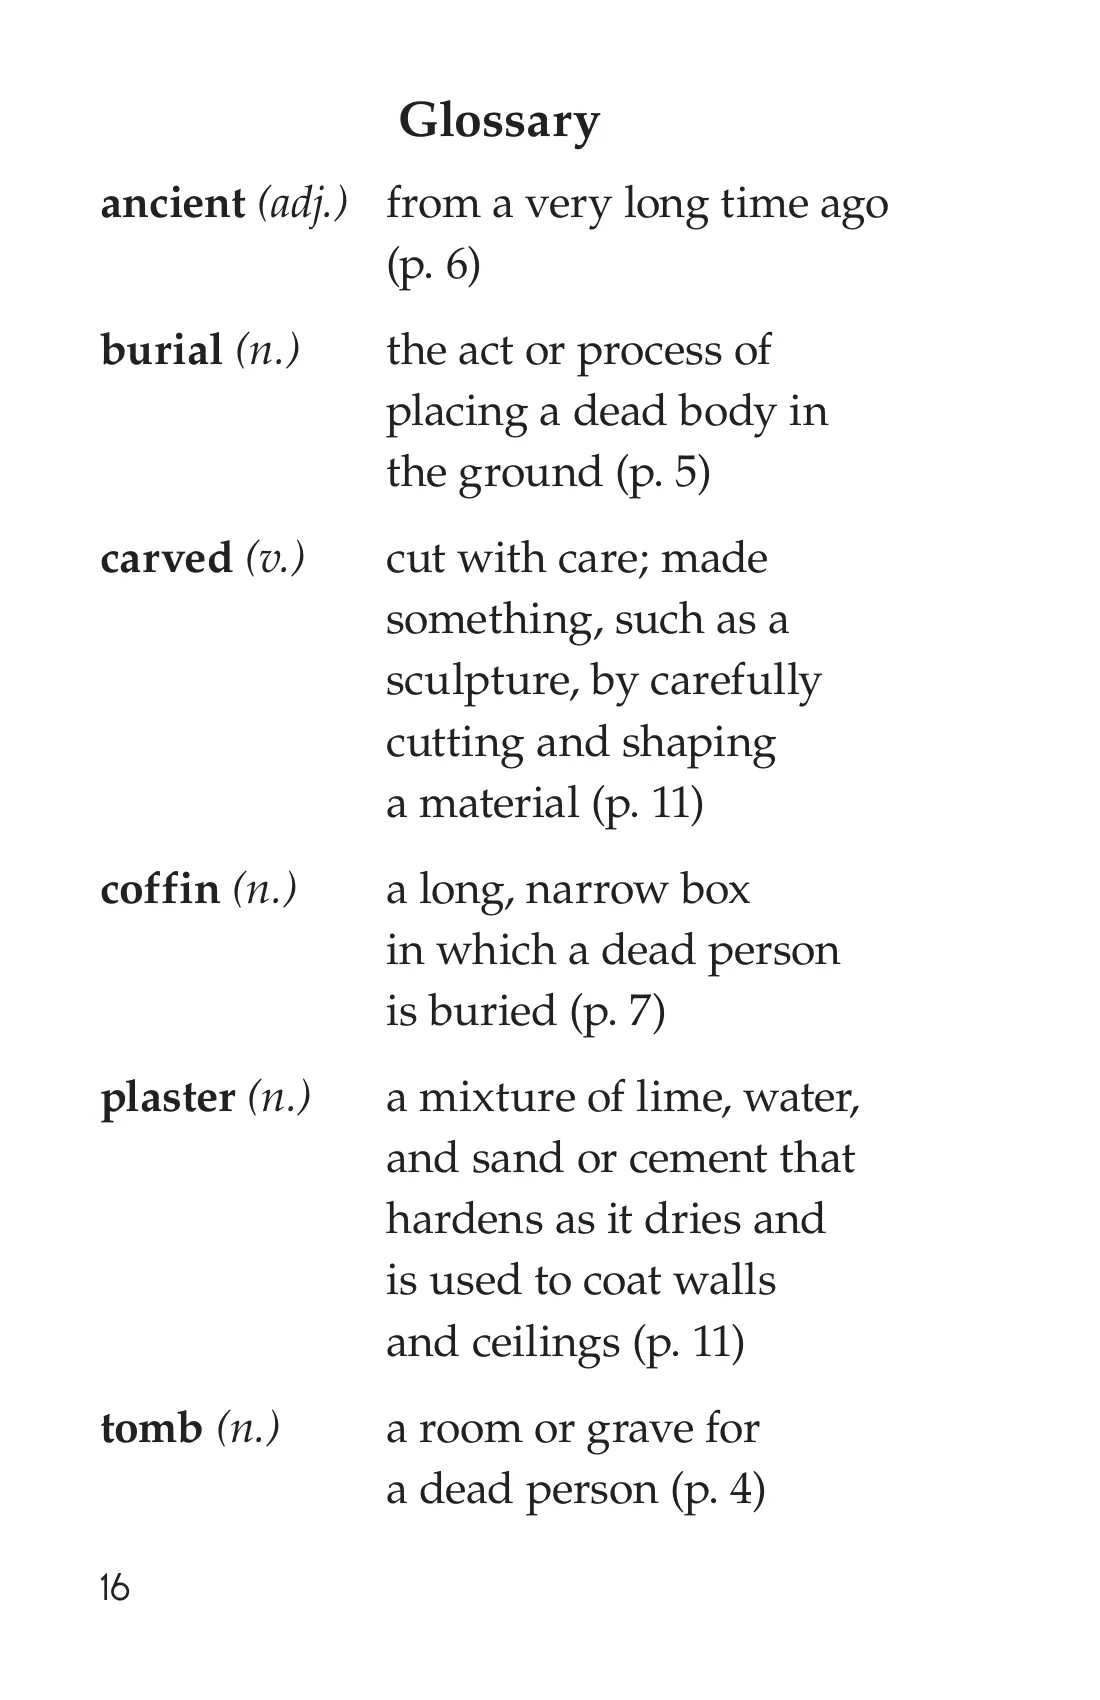 Glossary
ancient (adj.) from a very long time ago
(p. 6)
burial (n.) the act or process of
placing a dead body in
the ground (p. 5)
carved (v.) cut with care; made
something, such as a
sculpture, by carefully
cutting and shaping
a material (p. 11)
coffin (n.) a long, narrow box
in which a dead person
is buried (p. 7)
plaster (n.) a mixture of lime, water,
and sand or cement that
hardens as it dries and
is used to coat walls
and ceilings (p. 11)
tomb (n.) a room or grave for
a dead person (p. 4)
16